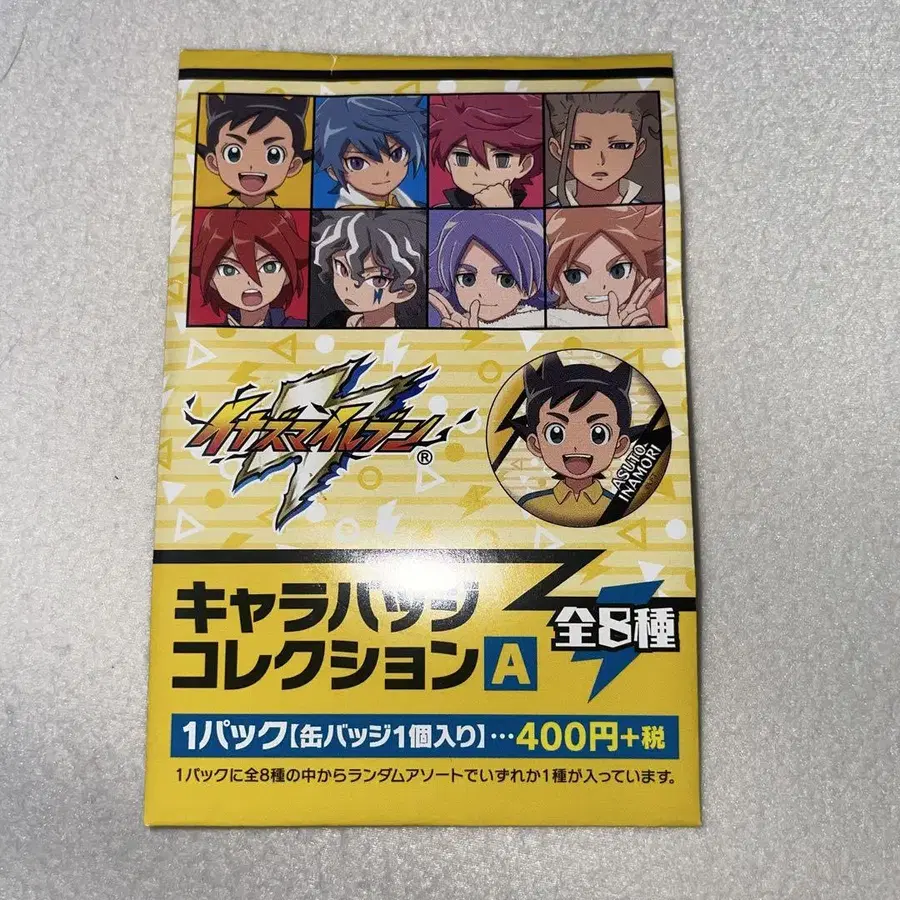 イナズマイレブン®
ASUTO
INAMORI
キャラバッジ
コレクションA
全8種
1パック【缶バッジ1個入り】…400円+税
1パックに全8種の中からランダムアソートでいずれか1種が入っています。